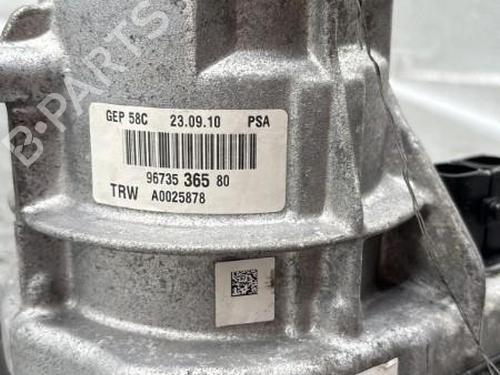 B-PARTS
GEP 58C 23.09.10 PSA
96735 365 80
TRW A0025878